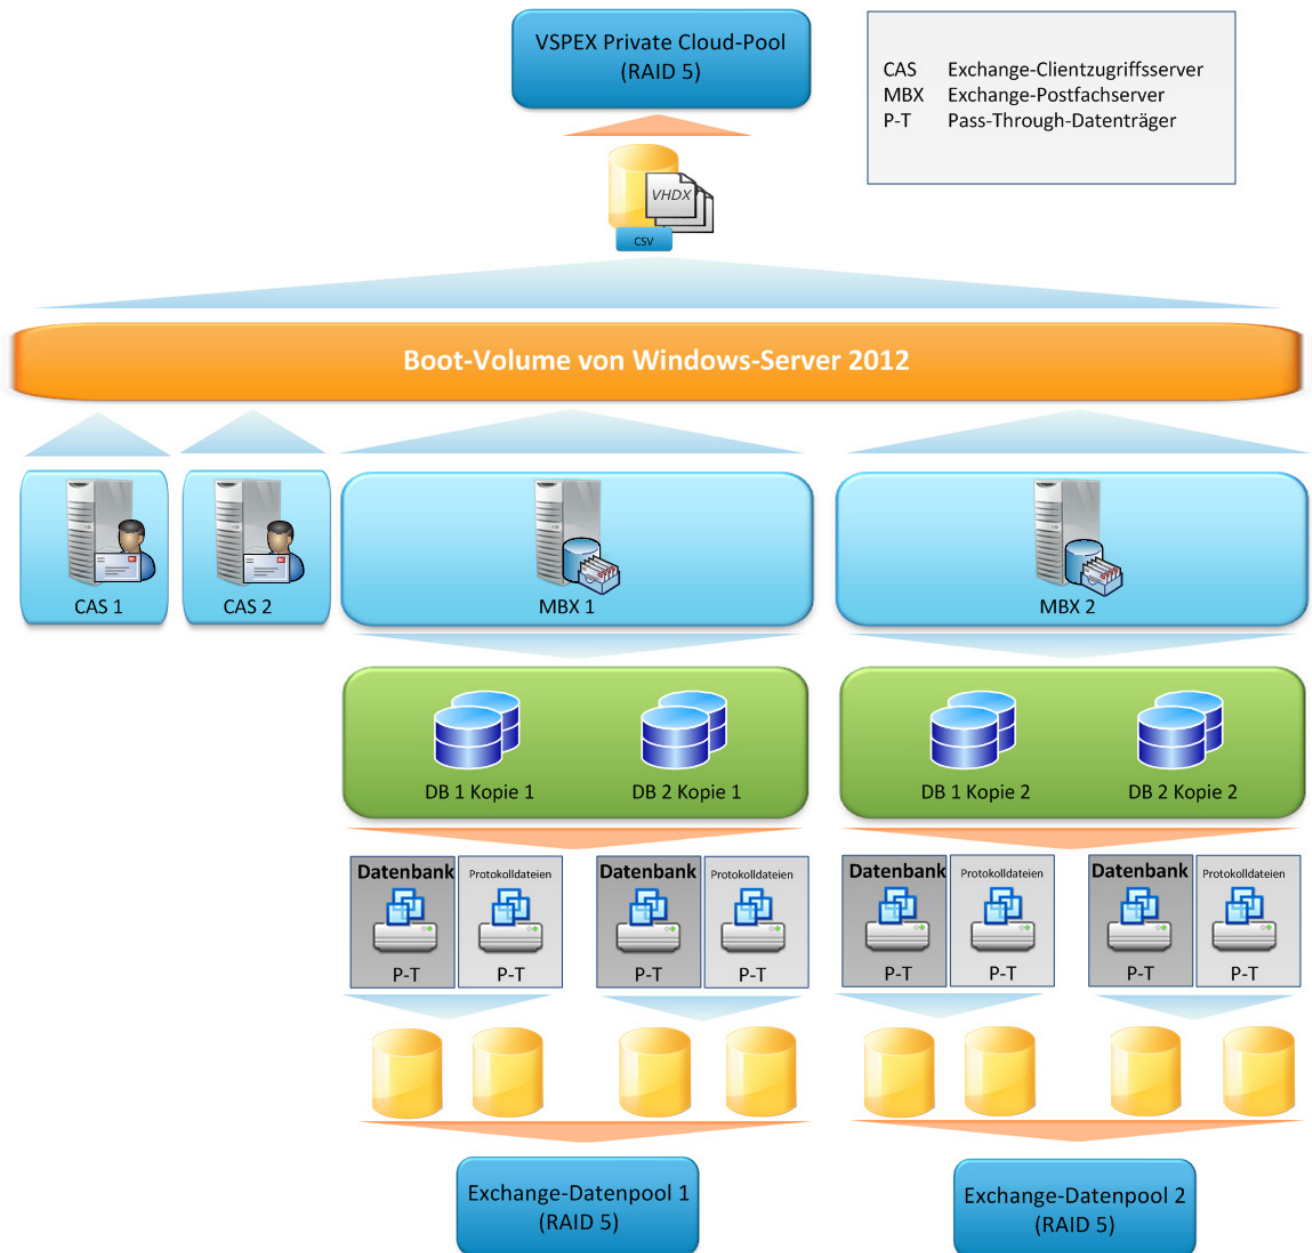 VSPEX Private Cloud-Pool
(RAID 5)
CAS Exchange-Clientzugriffsserver
MBX Exchange-Postfachserver
P-T Pass-Through-Datenträger
VHDX
CSV
Boot-Volume von Windows-Server 2012
CAS 1
CAS 2
MBX 1
MBX 2
DB 1 Kopie 1
DB 2 Kopie 1
DB 1 Kopie 2
DB 2 Kopie 2
Datenbank
Protokolldateien
Datenbank
Protokolldateien
Datenbank
Protokolldateien
Datenbank
Protokolldateien
P-T
P-T
P-T
P-T
P-T
P-T
P-T
P-T
Exchange-Datenpool 1
(RAID 5)
Exchange-Datenpool 2
(RAID 5)